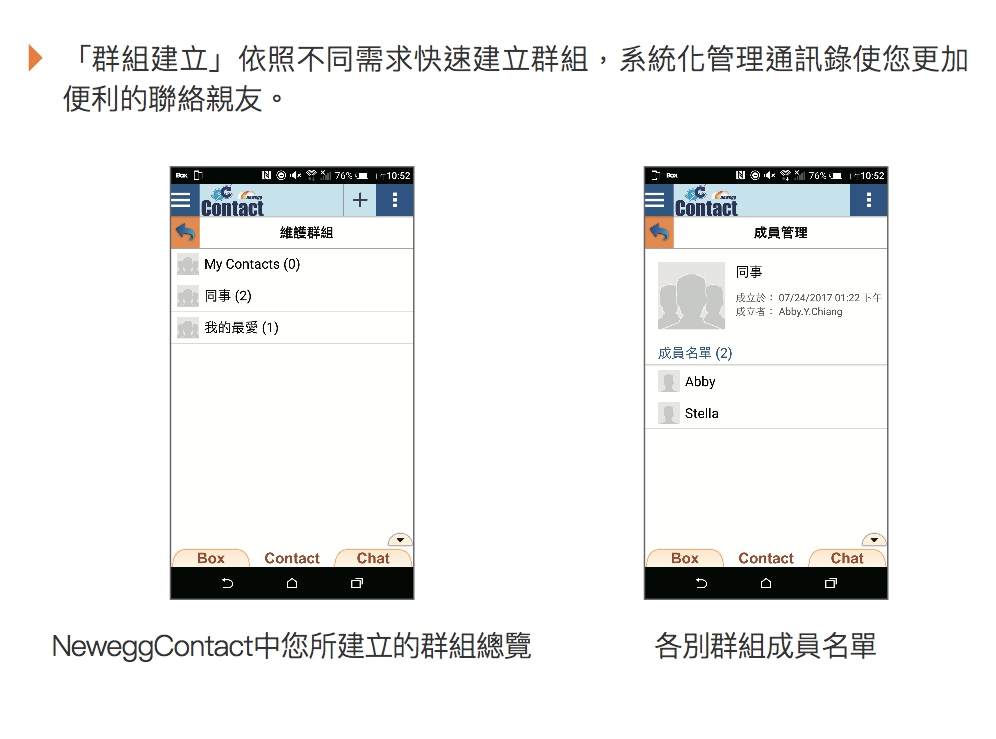 「群組建立」依照不同需求快速建立群組，系統化管理通訊錄使您更加
便利的聯絡親友。
Box
76%
10:52
Contact
維護群組
My Contacts (0)
同事 (2)
我的最愛 (1)
Box
Contact
Chat
NeweggContact中您所建立的群組總覽
Box
76%
10:52
Contact
成員管理
同事
成立於： 07/24/2017 01:22 下午
成立者： Abby.Y.Chiang
成員名單 (2)
Abby
Stella
Box
Contact
Chat
各別群組成員名單